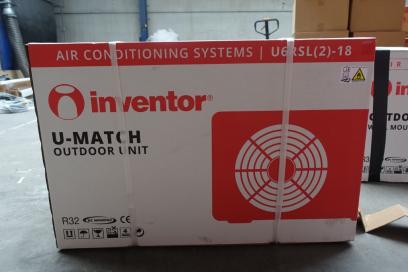 AIR CONDITIONING SYSTEMS | U6RSL(2)-18
inventor®
U-MATCH
OUTDOOR UNIT
R32
CE